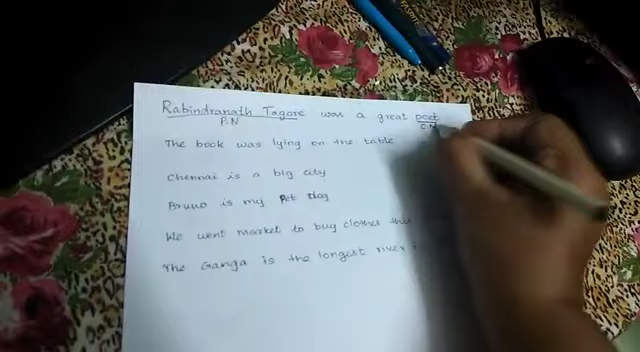 Rabindranath Tagore was a great poet
P.N C.N
The book was lying on the table
Chennai is a big city
Bruno is my Pet dog
We went market to buy clothes this
The Ganga is the longest river